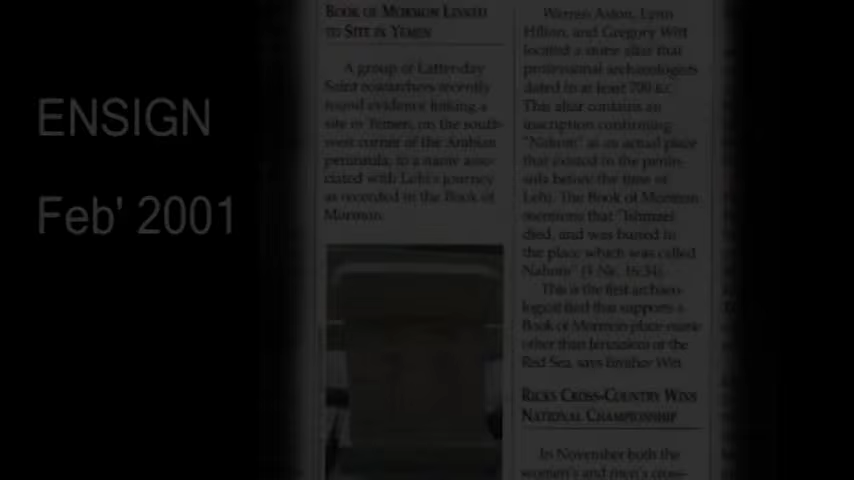 ENSIGN
Feb' 2001
BOOK OF MORMON LINKED
TO SITE IN YEMEN
A group of Latter-day
Saint researchers recently
found evidence linking a
site in Yemen, on the south-
west corner of the Arabian
peninsula, to a name asso-
ciated with Lehi's journey
as recorded in the Book of
Mormon.
Warren Aston, Lynn
Hilton, and Gregory Witt
located a stone altar that
professional archaeologists
dated to at least 700 B.C.
This altar contains an
inscription confirming
"Nahom" as an actual place
that existed in the penin-
sula before the time of
Lehi. The Book of Mormon
mentions that "Ishmael
died, and was buried in
the place which was called
Nahom" (1 Ne. 16:34).
This is the first archaeo-
logical find that supports a
Book of Mormon place name
other than Jerusalem or the
Red Sea, says Brother Witt.
RICKS CROSS-COUNTRY WINS
NATIONAL CHAMPIONSHIP
In November both the
women's and men's cross-